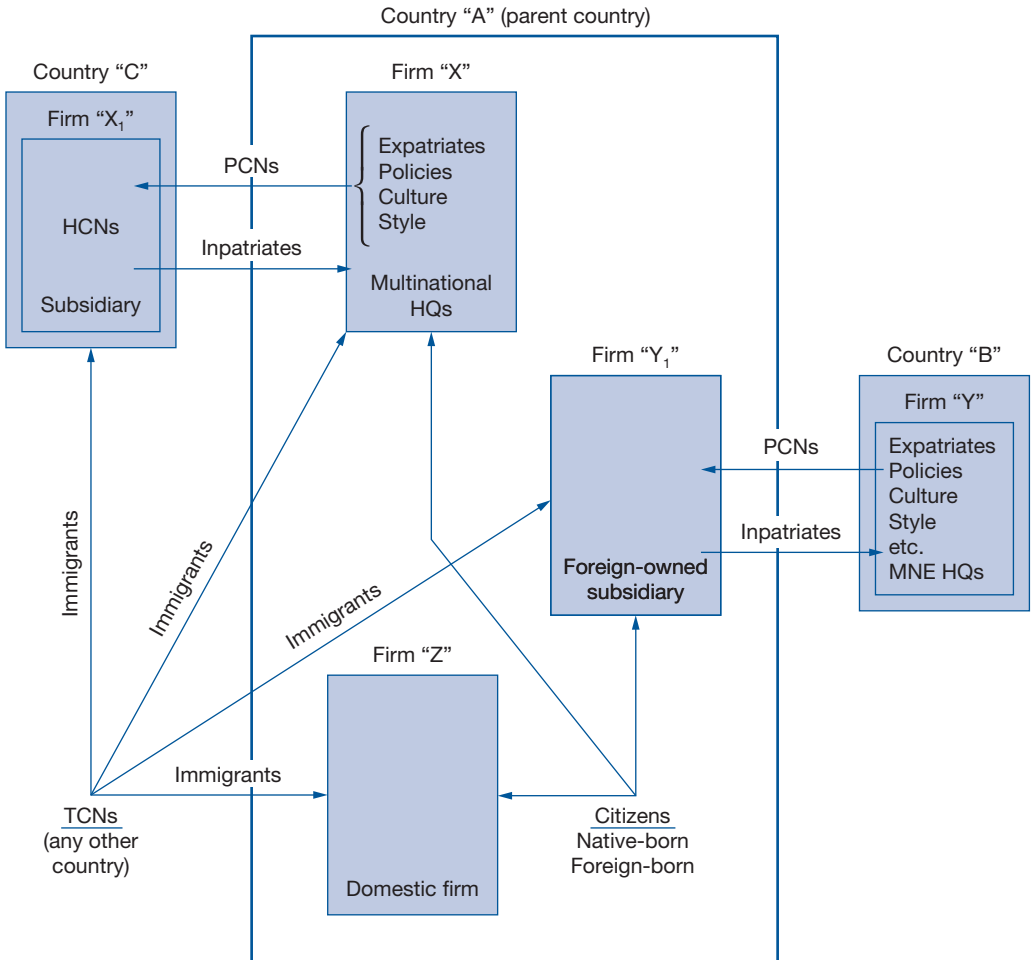 Country “A” (parent country)
Country “C”
Firm “X₁”
HCNs
Subsidiary
PCNs
Inpatriates
Firm “X”
Expatriates
Policies
Culture
Style
Multinational
HQs
Firm “Y₁”
Foreign-owned
subsidiary
PCNs
Inpatriates
Country “B”
Firm “Y”
Expatriates
Policies
Culture
Style
etc.
MNE HQs
Immigrants
Immigrants
Immigrants
Immigrants
Firm “Z”
Domestic firm
TCNs
(any other
country)
Citizens
Native-born
Foreign-born